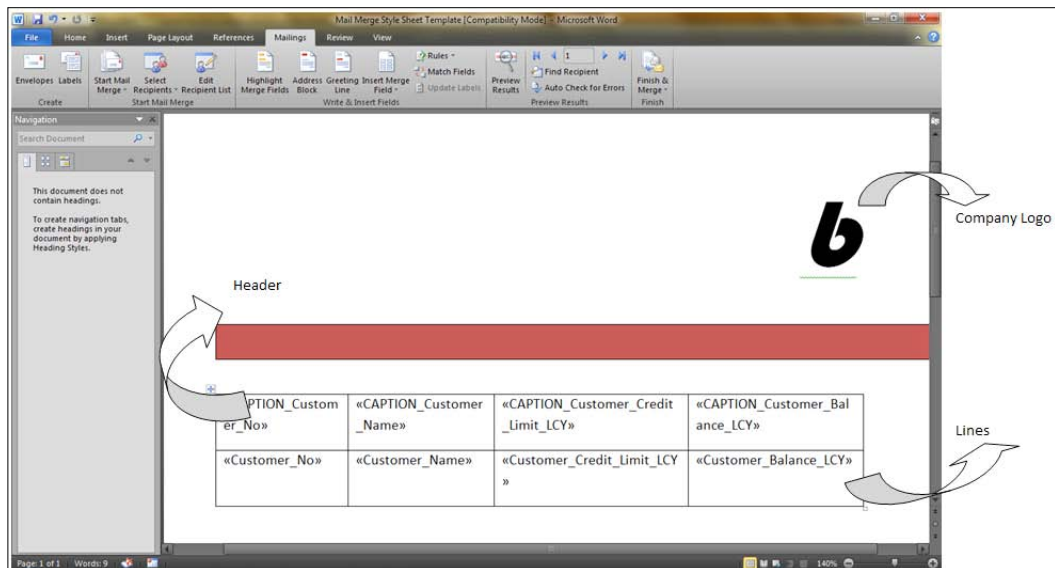 Mail Merge Style Sheet Template [Compatibility Mode] - Microsoft Word
File Home Insert Page Layout References Mailings Review View
Envelopes Labels
Create
Start Mail Merge
Select Recipients
Edit Recipient List
Start Mail Merge
Highlight Merge Fields
Address Block
Greeting Line
Insert Merge Field
Rules
Match Fields
Update Labels
Write & Insert Fields
Preview Results
1
Find Recipient
Auto Check for Errors
Preview Results
Finish & Merge
Finish
Navigation
Search Document
This document does not
contain headings.
To create navigation tabs,
create headings in your
document by applying
Heading Styles.
b
Company Logo
Header
APTION_Custom
er_No»
«CAPTION_Customer
_Name»
«CAPTION_Customer_Credit
_Limit_LCY»
«CAPTION_Customer_Bal
ance_LCY»
Lines
«Customer_No»
«Customer_Name»
«Customer_Credit_Limit_LCY
»
«Customer_Balance_LCY»
Page: 1 of 1 Words: 9 140%